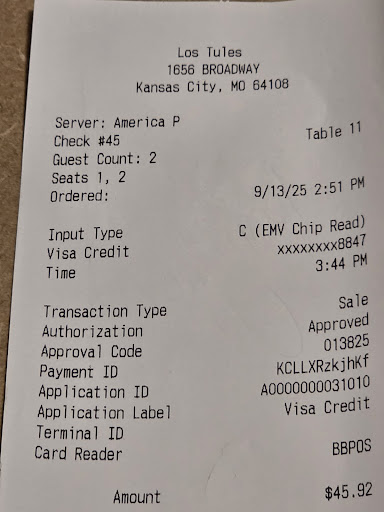 Los Tules
1656 BROADWAY
Kansas City, MO 64108
Server: America P
Check #45 Table 11
Guest Count: 2
Seats 1, 2
Ordered: 9/13/25 2:51 PM
Input Type C (EMV Chip Read)
Visa Credit xxxxxxxx8847
Time 3:44 PM
Transaction Type Sale
Authorization Approved
Approval Code 013825
Payment ID KCLLXRzkjhKf
Application ID A0000000031010
Application Label Visa Credit
Terminal ID
Card Reader BBPOS
Amount $45.92